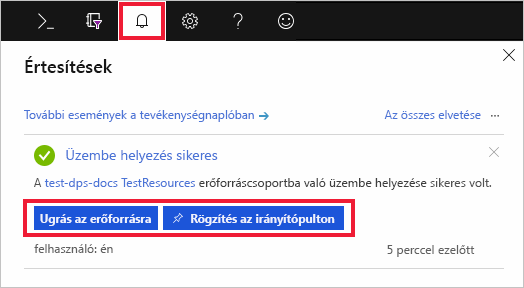 Értesítések
További események a tevékenységnaplóban →
Az összes elvetése ...
Üzembe helyezés sikeres
A test-dps-docs TestResources erőforráscsoportba való üzembe helyezése sikeres volt.
Ugrás az erőforrásra
Rögzítés az irányítópulton
felhasználó: én
5 perccel ezelőtt